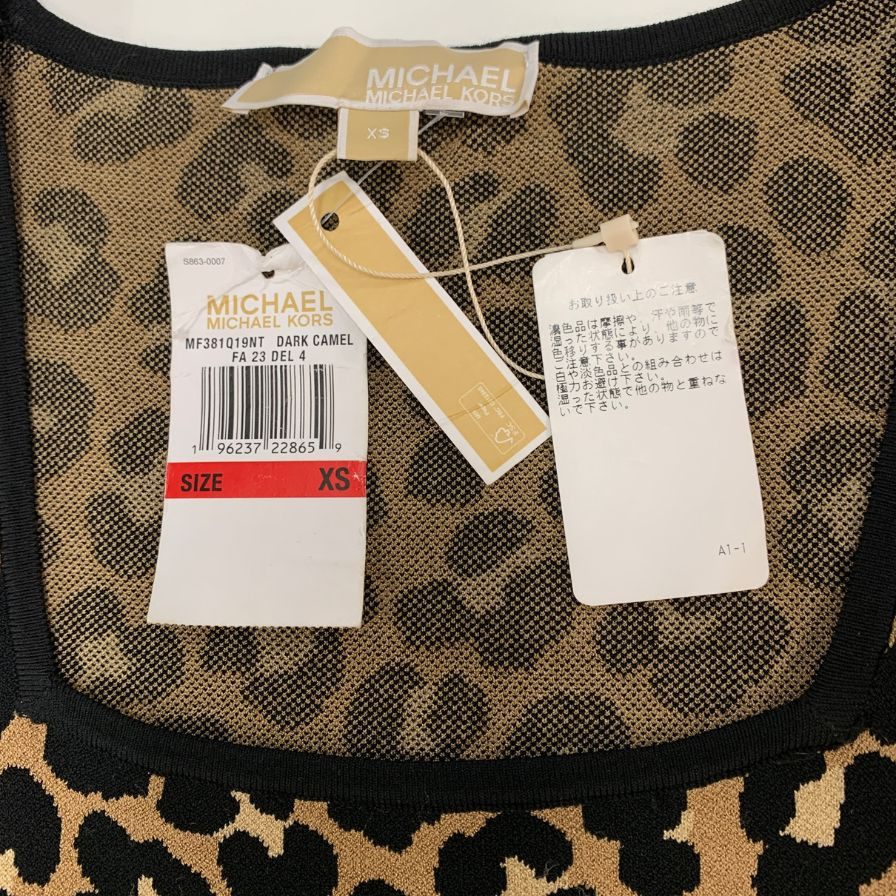 MICHAEL
MICHAEL KORS
XS
S863-0007
MICHAEL
MICHAEL KORS
MF381Q19NT DARK CAMEL
FA 23 DEL 4
1 96237 22865 9
SIZE XS
お取り扱い上のご注意
濃色品は摩擦や、汗や雨等で
湿った状態により、他の物に
色移りする事がありますので
ご注意下さい。
白や淡色品との組み合わせは
極力お避け下さい。
湿った状態で他の物と重ねな
いで下さい。
A1-1